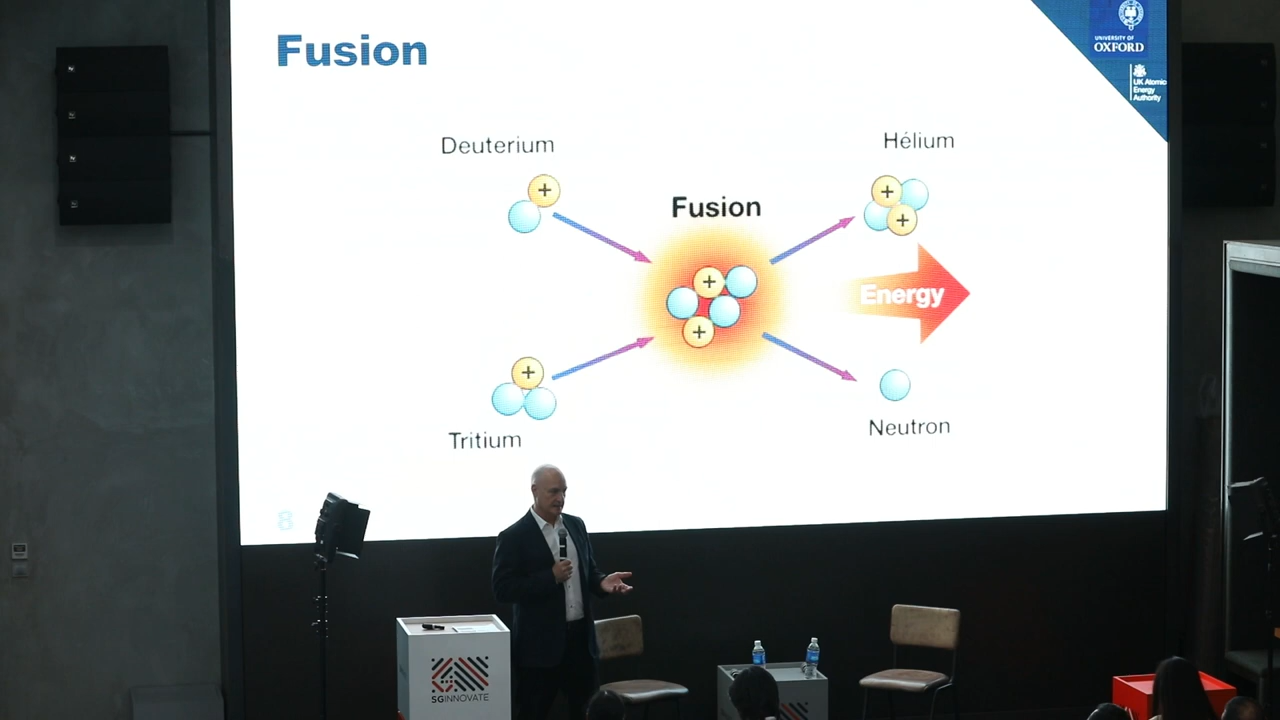 Fusion
UNIVERSITY OF
OXFORD
UK Atomic
Energy
Authority
Deuterium
Hélium
+
+
Fusion
+
+
+
Energy
+
+
Tritium
Neutron
8
SGINNOVATE